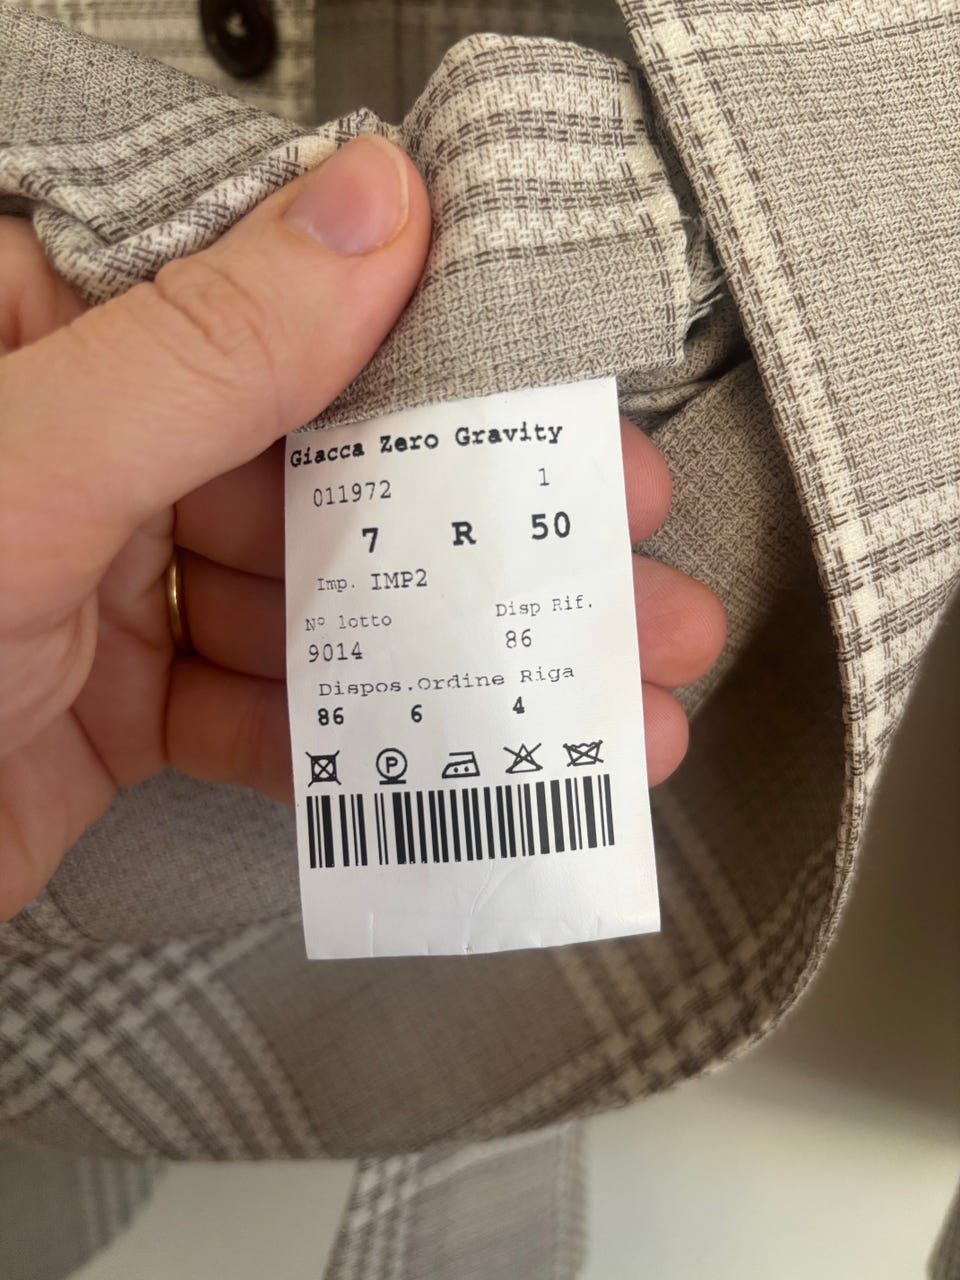 Giacca Zero Gravity
011972 1
7 R 50
Imp. IMP2
Nº lotto Disp Rif.
9014 86
Dispos.Ordine Riga
86 6 4
P